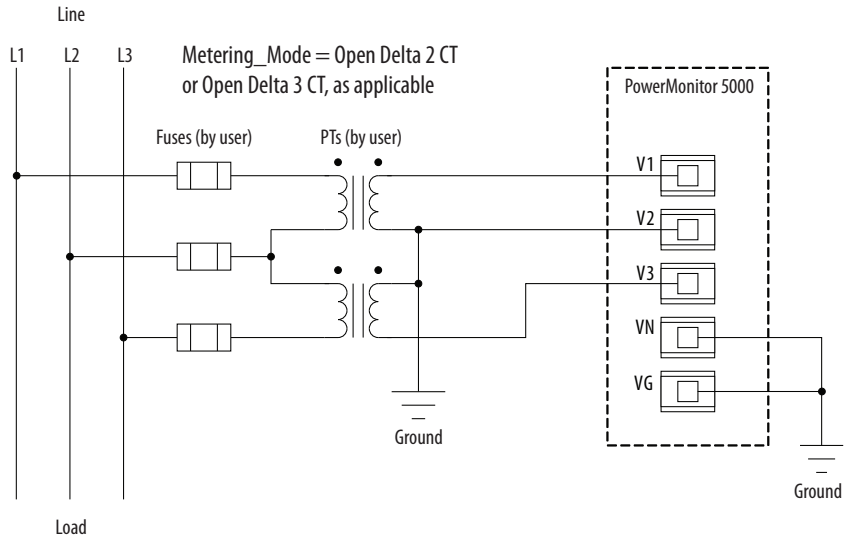 Line
L1
L2
L3
Metering_Mode = Open Delta 2 CT
or Open Delta 3 CT, as applicable
PowerMonitor 5000
Fuses (by user)
PTs (by user)
V1
V2
V3
VN
VG
Ground
Ground
Load